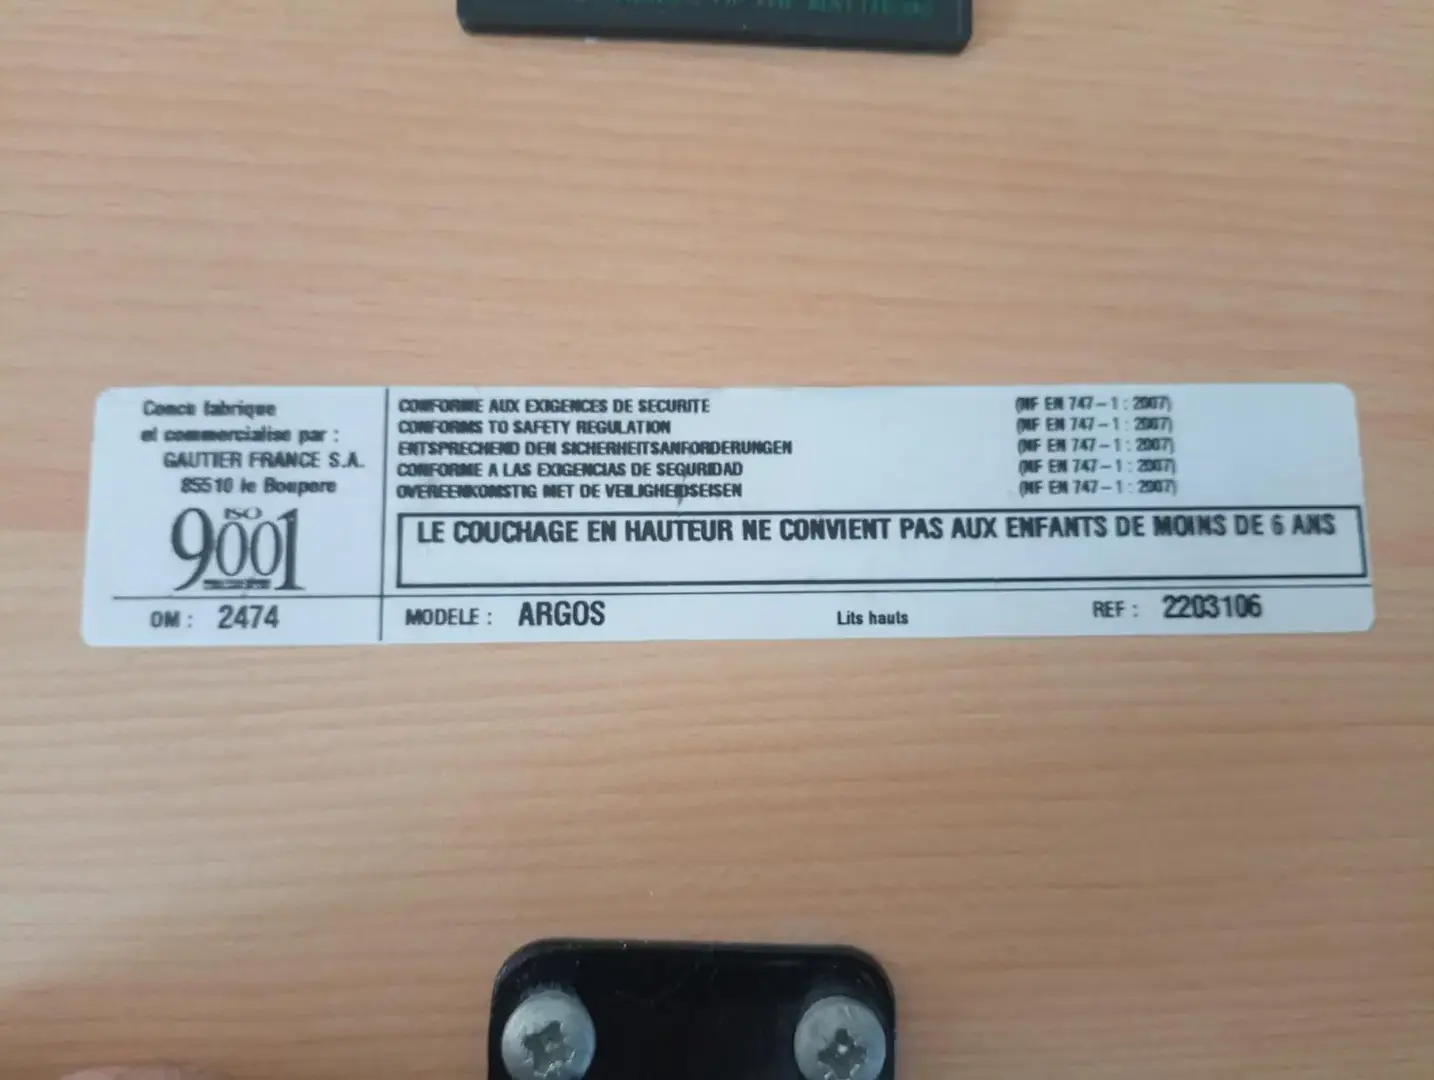 Concu fabrique
et commercialise par :
GAUTIER FRANCE S.A.
85510 le Boupere
ISO
9001
OM : 2474
CONFORME AUX EXIGENCES DE SECURITE (NF EN 747-1 : 2007)
CONFORMS TO SAFETY REGULATION (NF EN 747-1 : 2007)
ENTSPRECHEND DEN SICHERHEITSANFORDERUNGEN (NF EN 747-1 : 2007)
CONFORME A LAS EXIGENCIAS DE SEGURIDAD (NF EN 747-1 : 2007)
OVEREENKOMSTIG MET DE VEILIGHEIDSEISEN (NF EN 747-1 : 2007)
LE COUCHAGE EN HAUTEUR NE CONVIENT PAS AUX ENFANTS DE MOINS DE 6 ANS
MODELE : ARGOS Lits hauts REF : 2203106